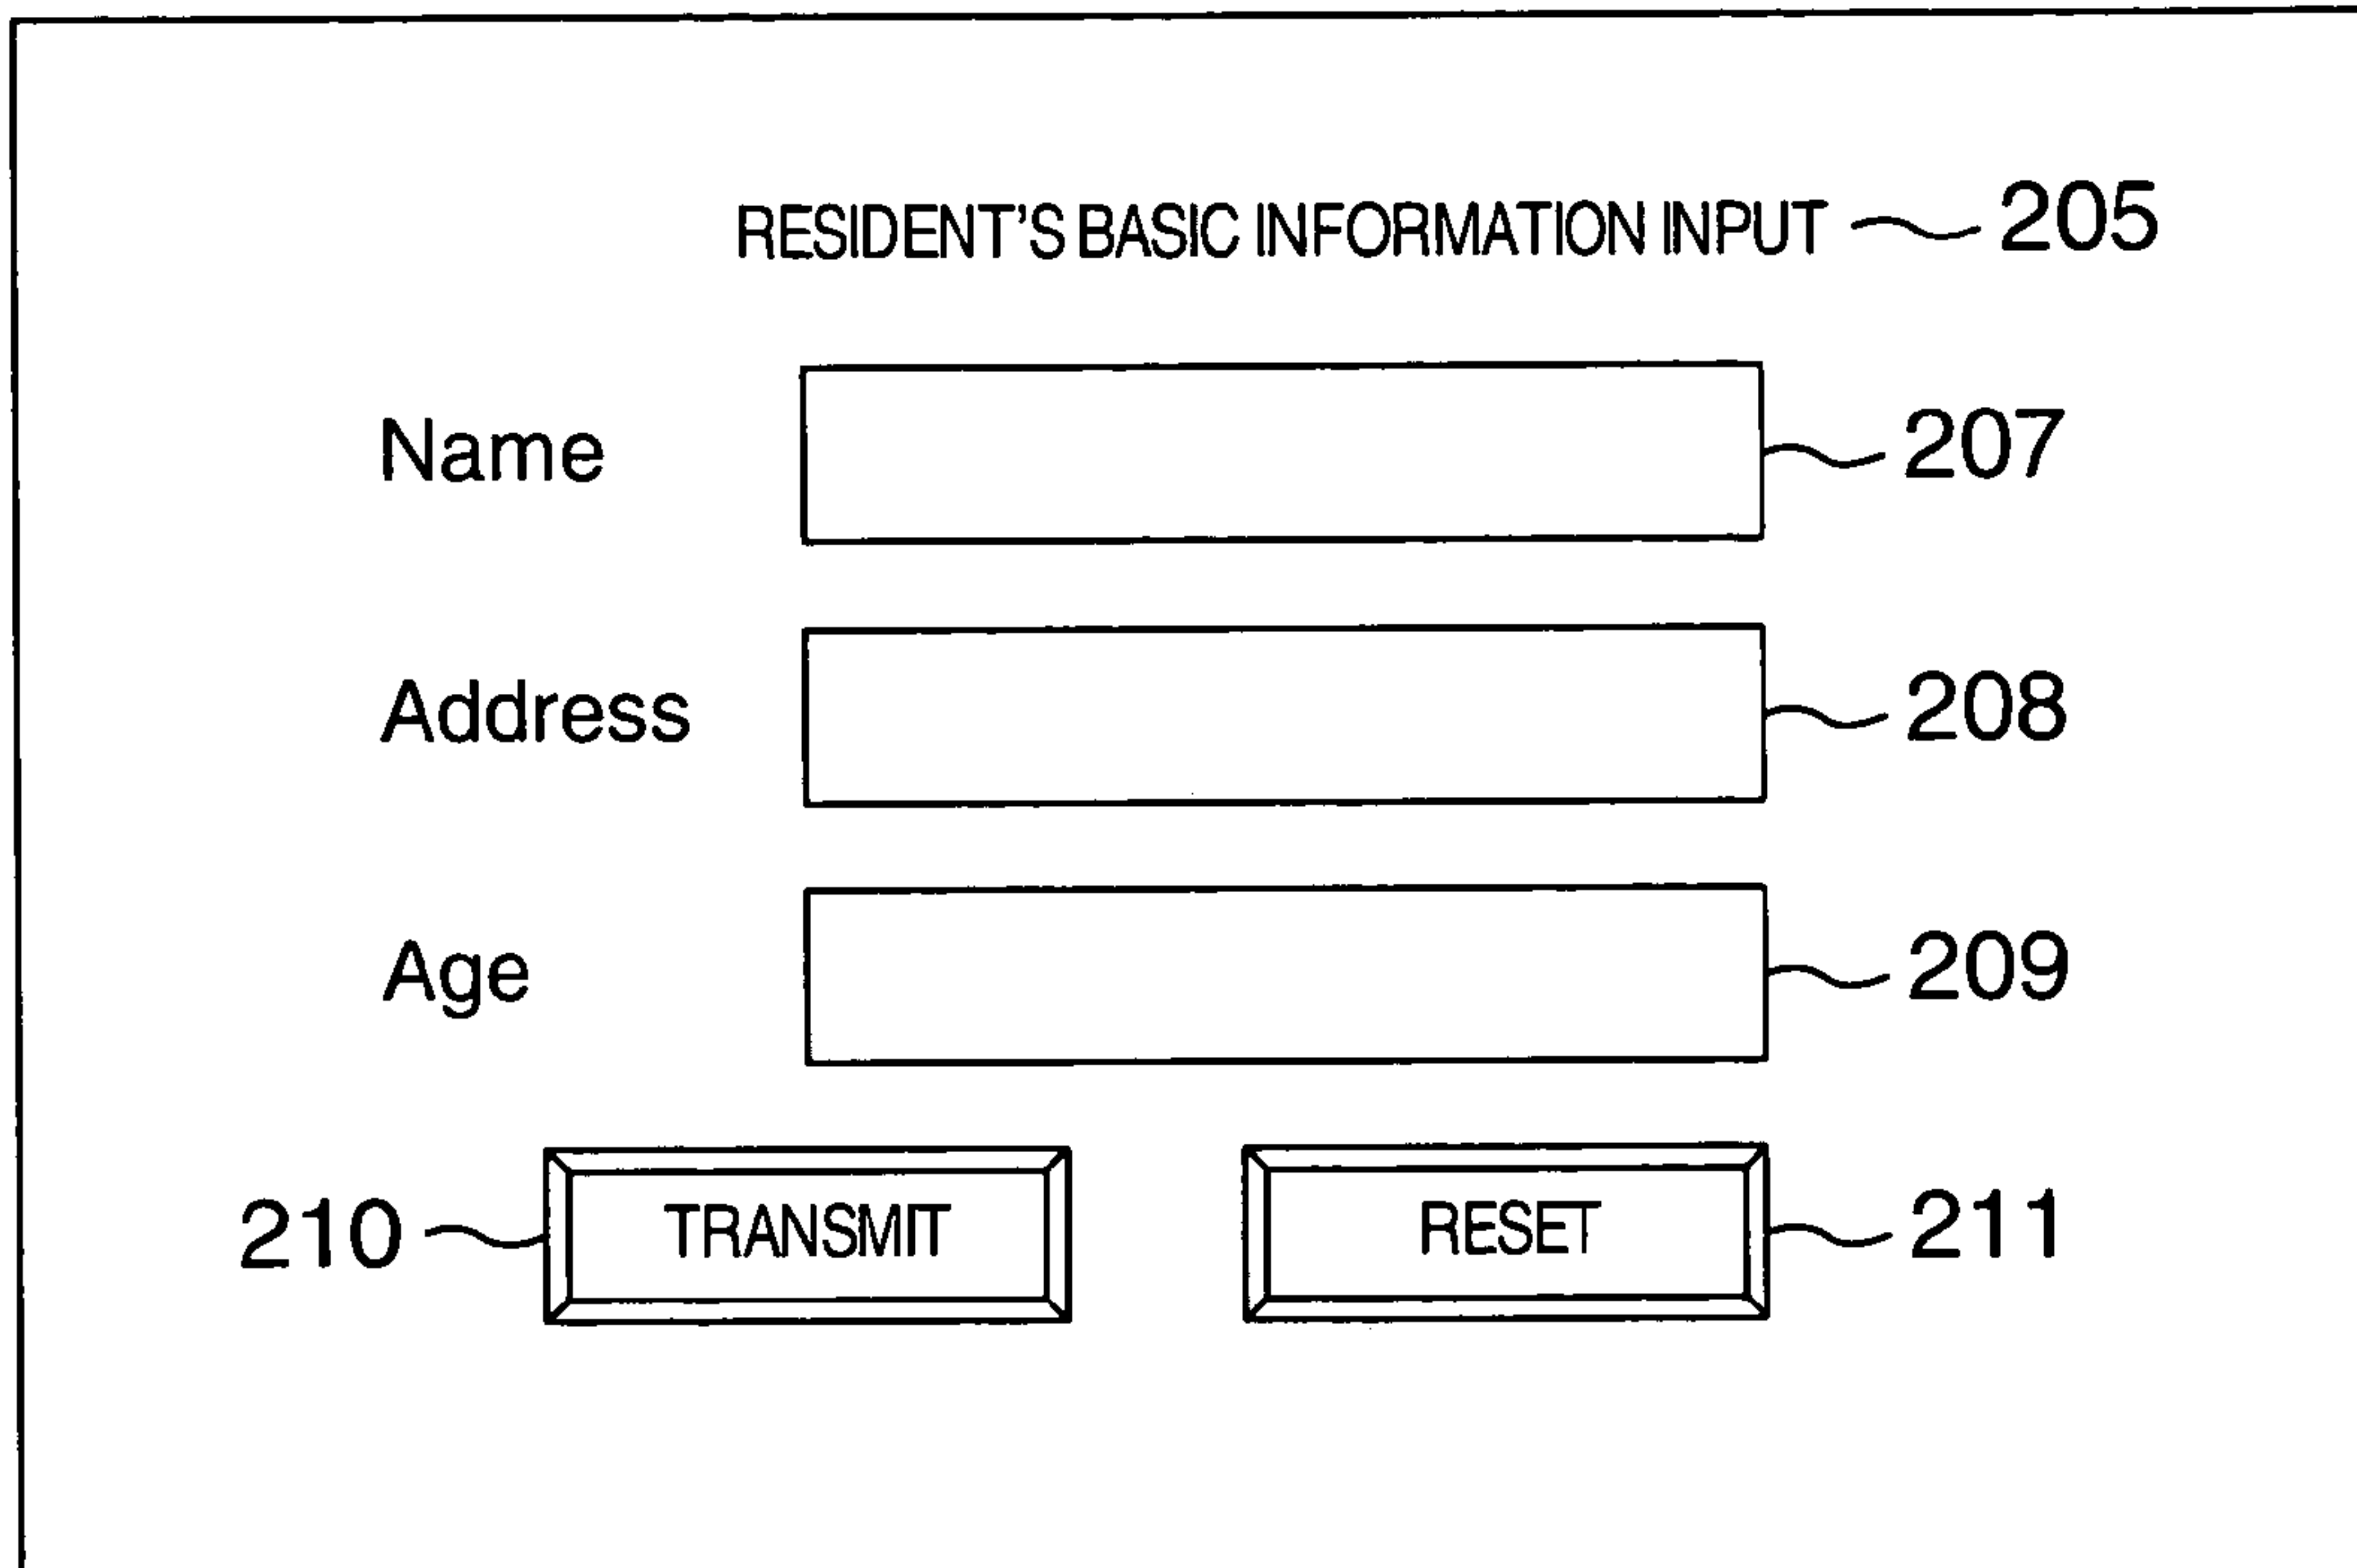 RESIDENT'S BASIC INFORMATION INPUT 205
Name 207
Address 208
Age 209
210 TRANSMIT RESET 211